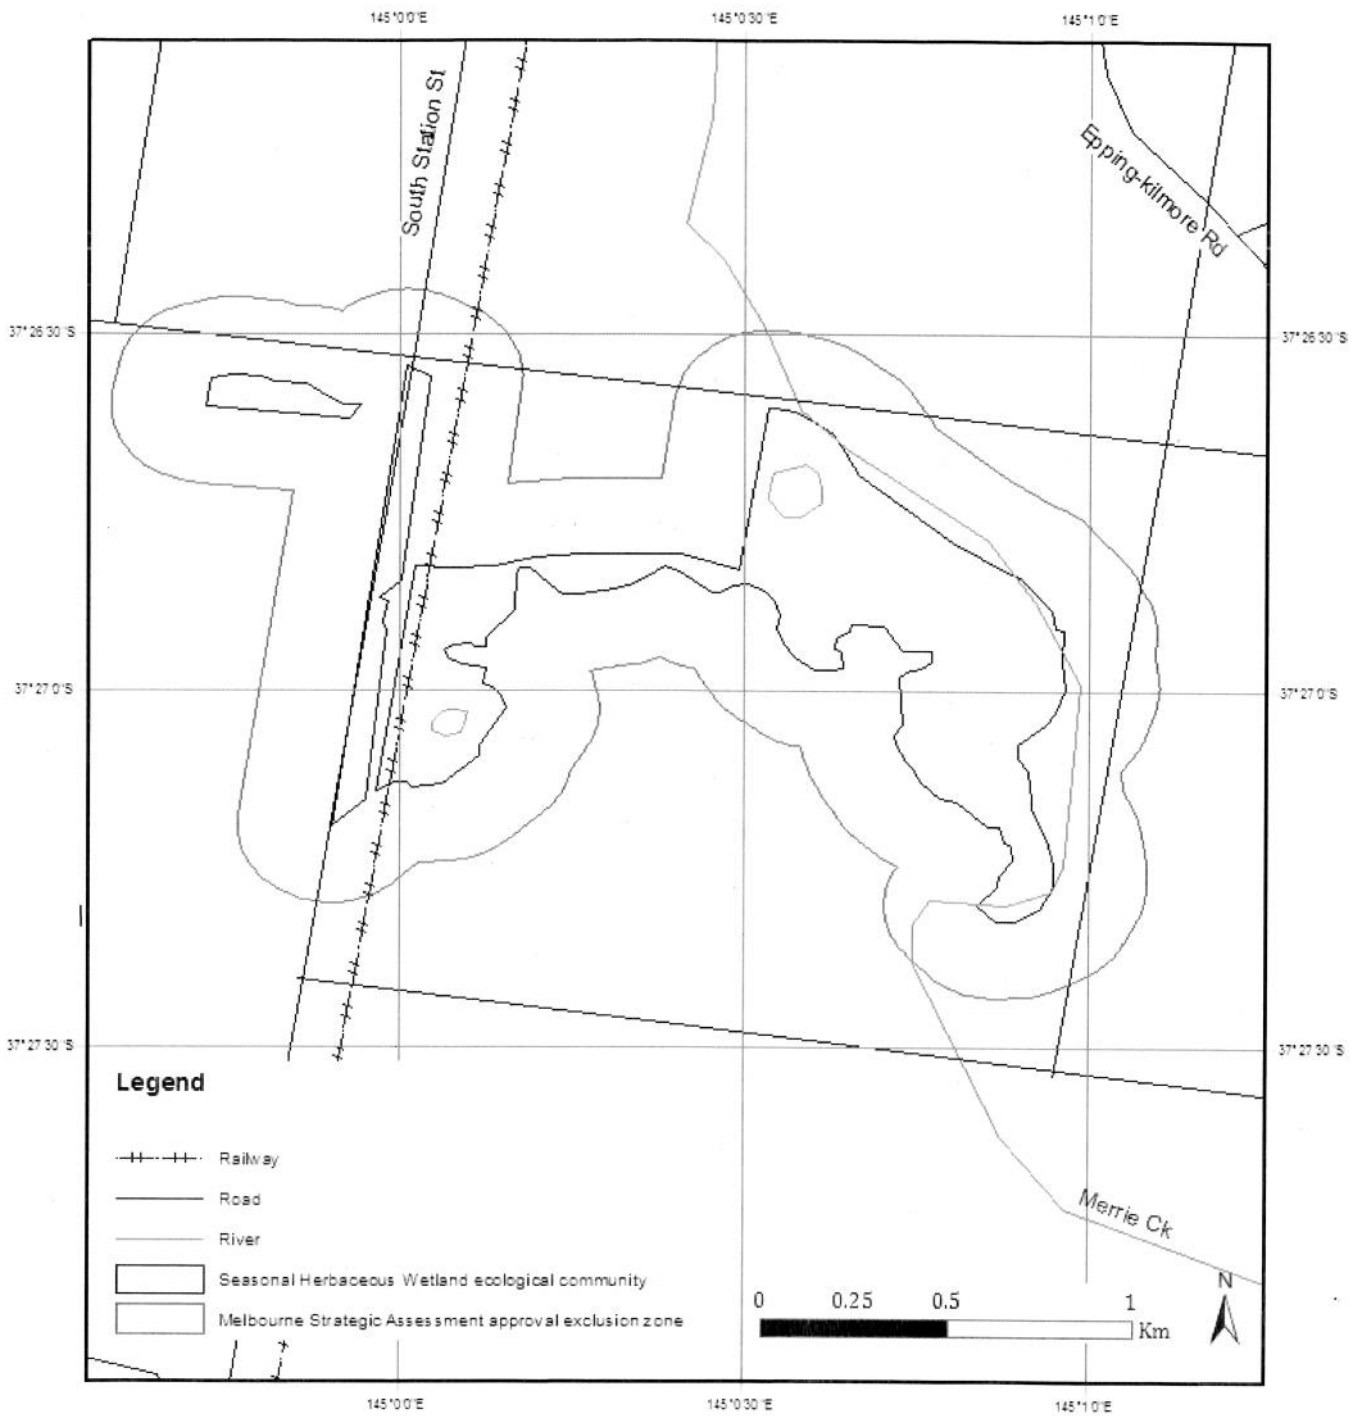 145°0'0"E
145°0'30"E
145°1'0"E
South Station St
Epping-kilmore Rd
37°26'30"S
37°26'30"S
37°27'0"S
37°27'0"S
37°27'30"S
37°27'30"S
Legend
Railway
Road
River
Seasonal Herbaceous Wetland ecological community
Melbourne Strategic Assessment approval exclusion zone
Merrie Ck
N
0 0.25 0.5 1
Km
145°0'0"E
145°0'30"E
145°1'0"E